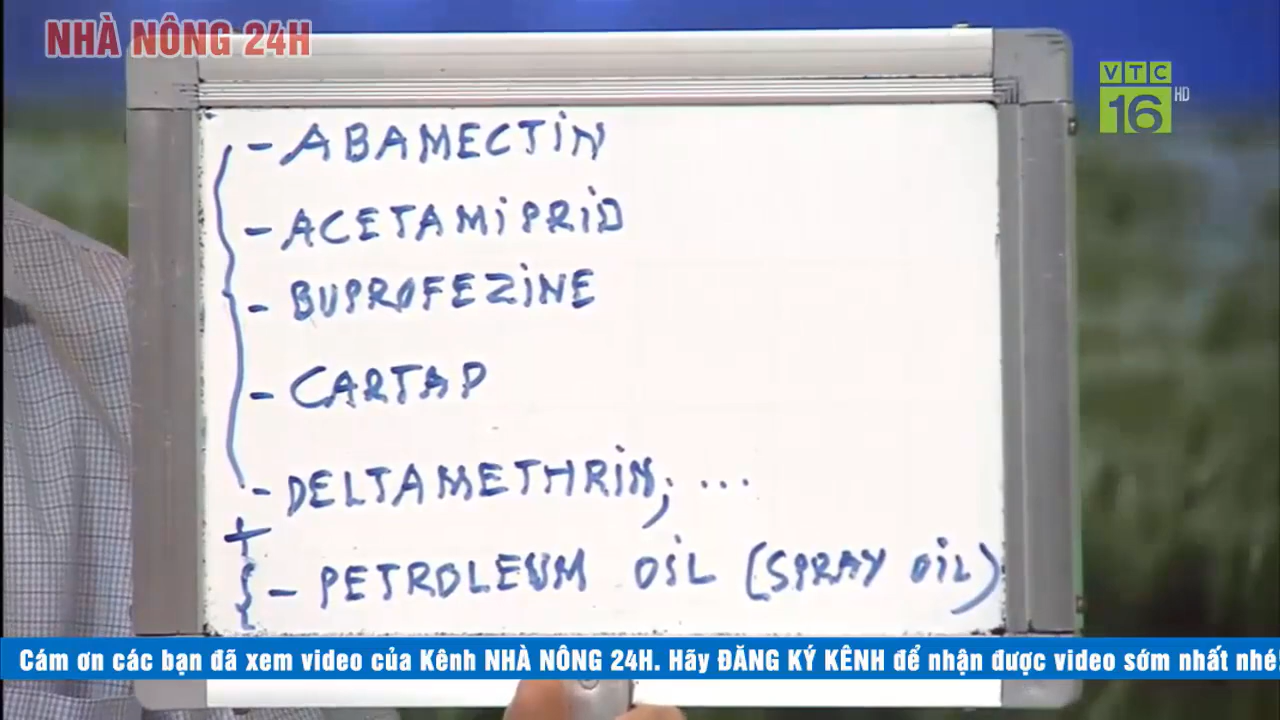 NHÀ NÔNG 24H
VTC
16 HD
- ABAMECTIN
- ACETAMIPRID
- BUPROFEZINE
- CARTAP
- DELTAMETHRIN, ...
+
- PETROLEUM OIL (SPRAY OIL)
Cám ơn các bạn đã xem video của Kênh NHÀ NÔNG 24H. Hãy ĐĂNG KÝ KÊNH để nhận được video sớm nhất nhé!